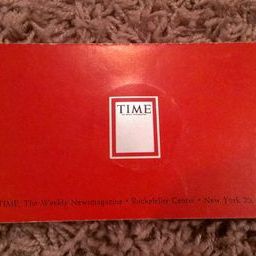 TIME
TIME, The Weekly Newsmagazine • Rockefeller Center • New York 20,